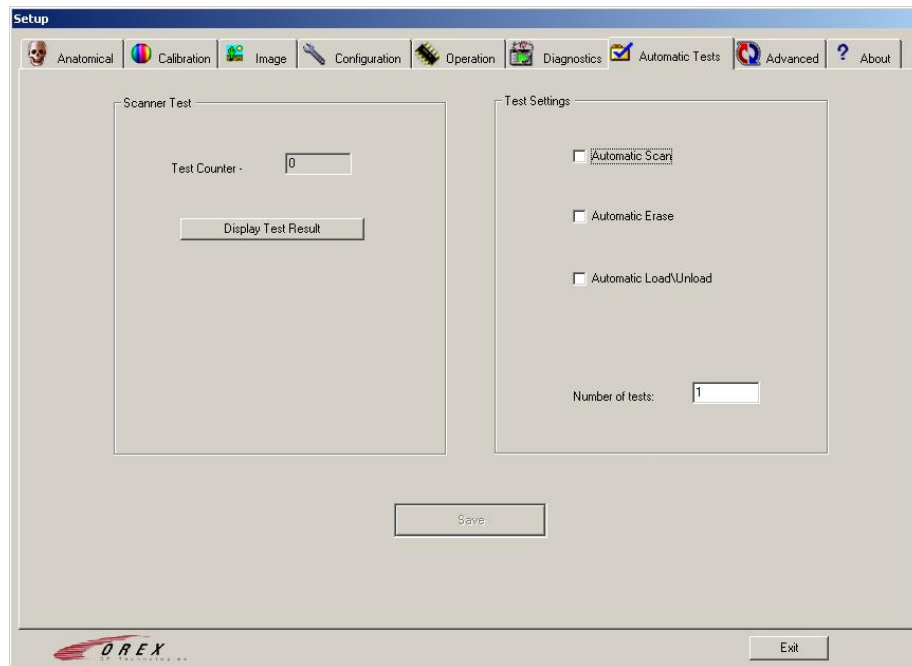 Setup
Anatomical Calibration Image Configuration Operation Diagnostics Automatic Tests Advanced ? About
Scanner Test
Test Counter - 0
Display Test Result
Test Settings
Automatic Scan
Automatic Erase
Automatic Load\Unload
Number of tests: 1
Save
OREX
Exit